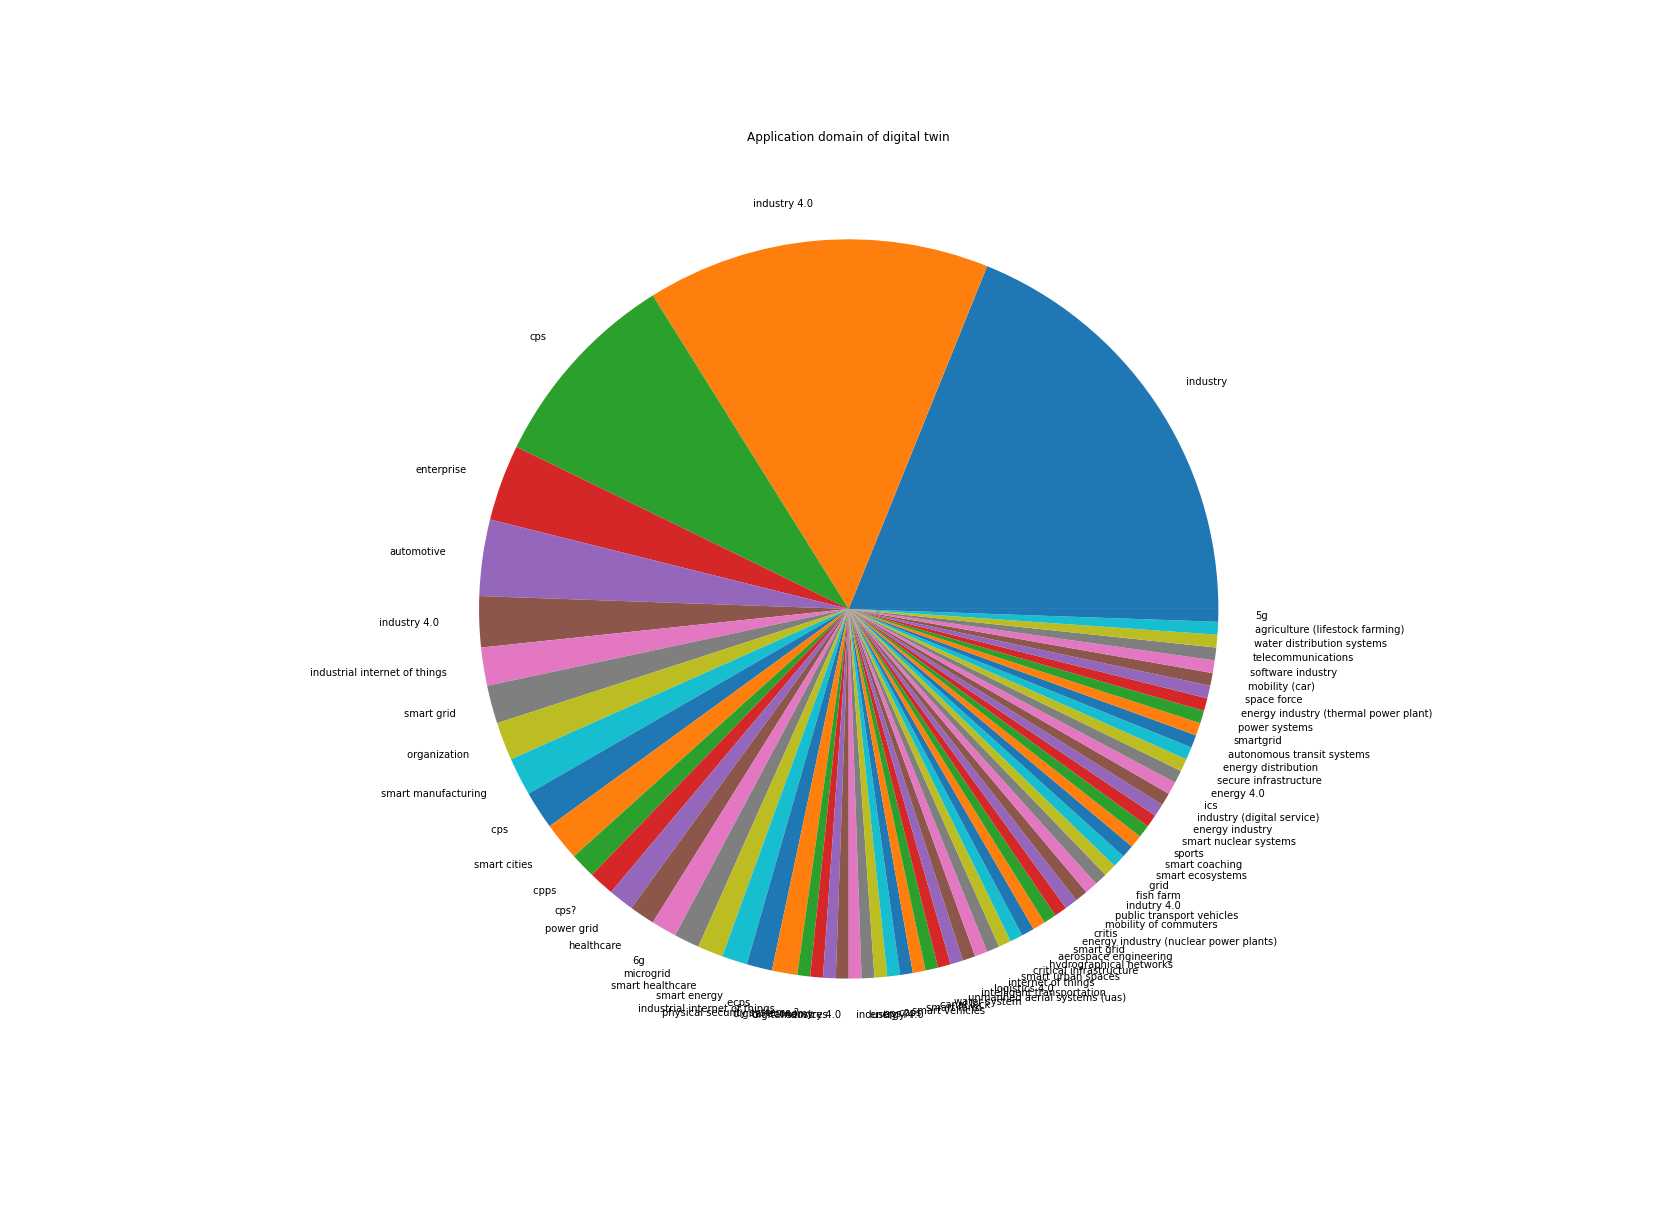 Application domain of digital twin
industry 4.0
cps
industry
enterprise
automotive
industry 4.0
industrial internet of things
smart grid
organization
smart manufacturing
cps
smart cities
cpps
cps?
power grid
healthcare
6g
microgrid
smart healthcare
smart energy
ecps
industrial internet of things
physical security
smart vehicles
water system
unmanned aerial systems (uas)
intelligent transportation
logistics 4.0
internet of things
smart urban spaces
critical infrastructure
hydrographical networks
aerospace engineering
smart grid
energy industry (nuclear power plants)
critis
mobility of commuters
public transport vehicles
indutry 4.0
fish farm
grid
smart ecosystems
smart coaching
sports
smart nuclear systems
energy industry
industry (digital service)
ics
energy 4.0
secure infrastructure
energy distribution
autonomous transit systems
smartgrid
power systems
energy industry (thermal power plant)
space force
mobility (car)
software industry
telecommunications
water distribution systems
agriculture (lifestock farming)
5g